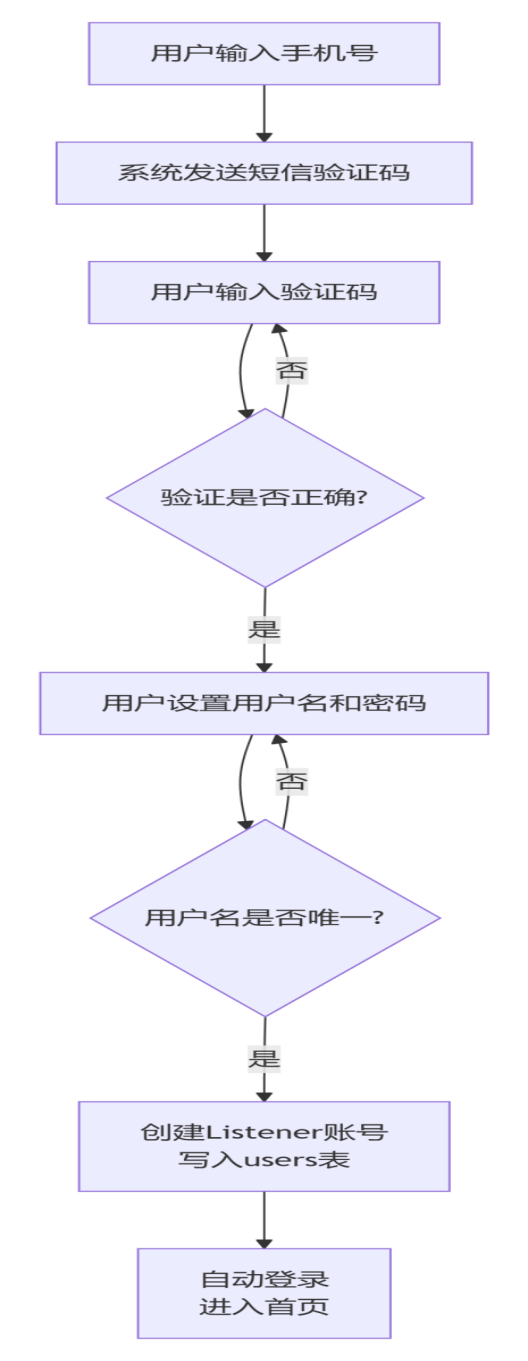 用户输入手机号
系统发送短信验证码
用户输入验证码
否
验证是否正确?
是
用户设置用户名和密码
否
用户名是否唯一?
是
创建Listener账号
写入users表
自动登录
进入首页